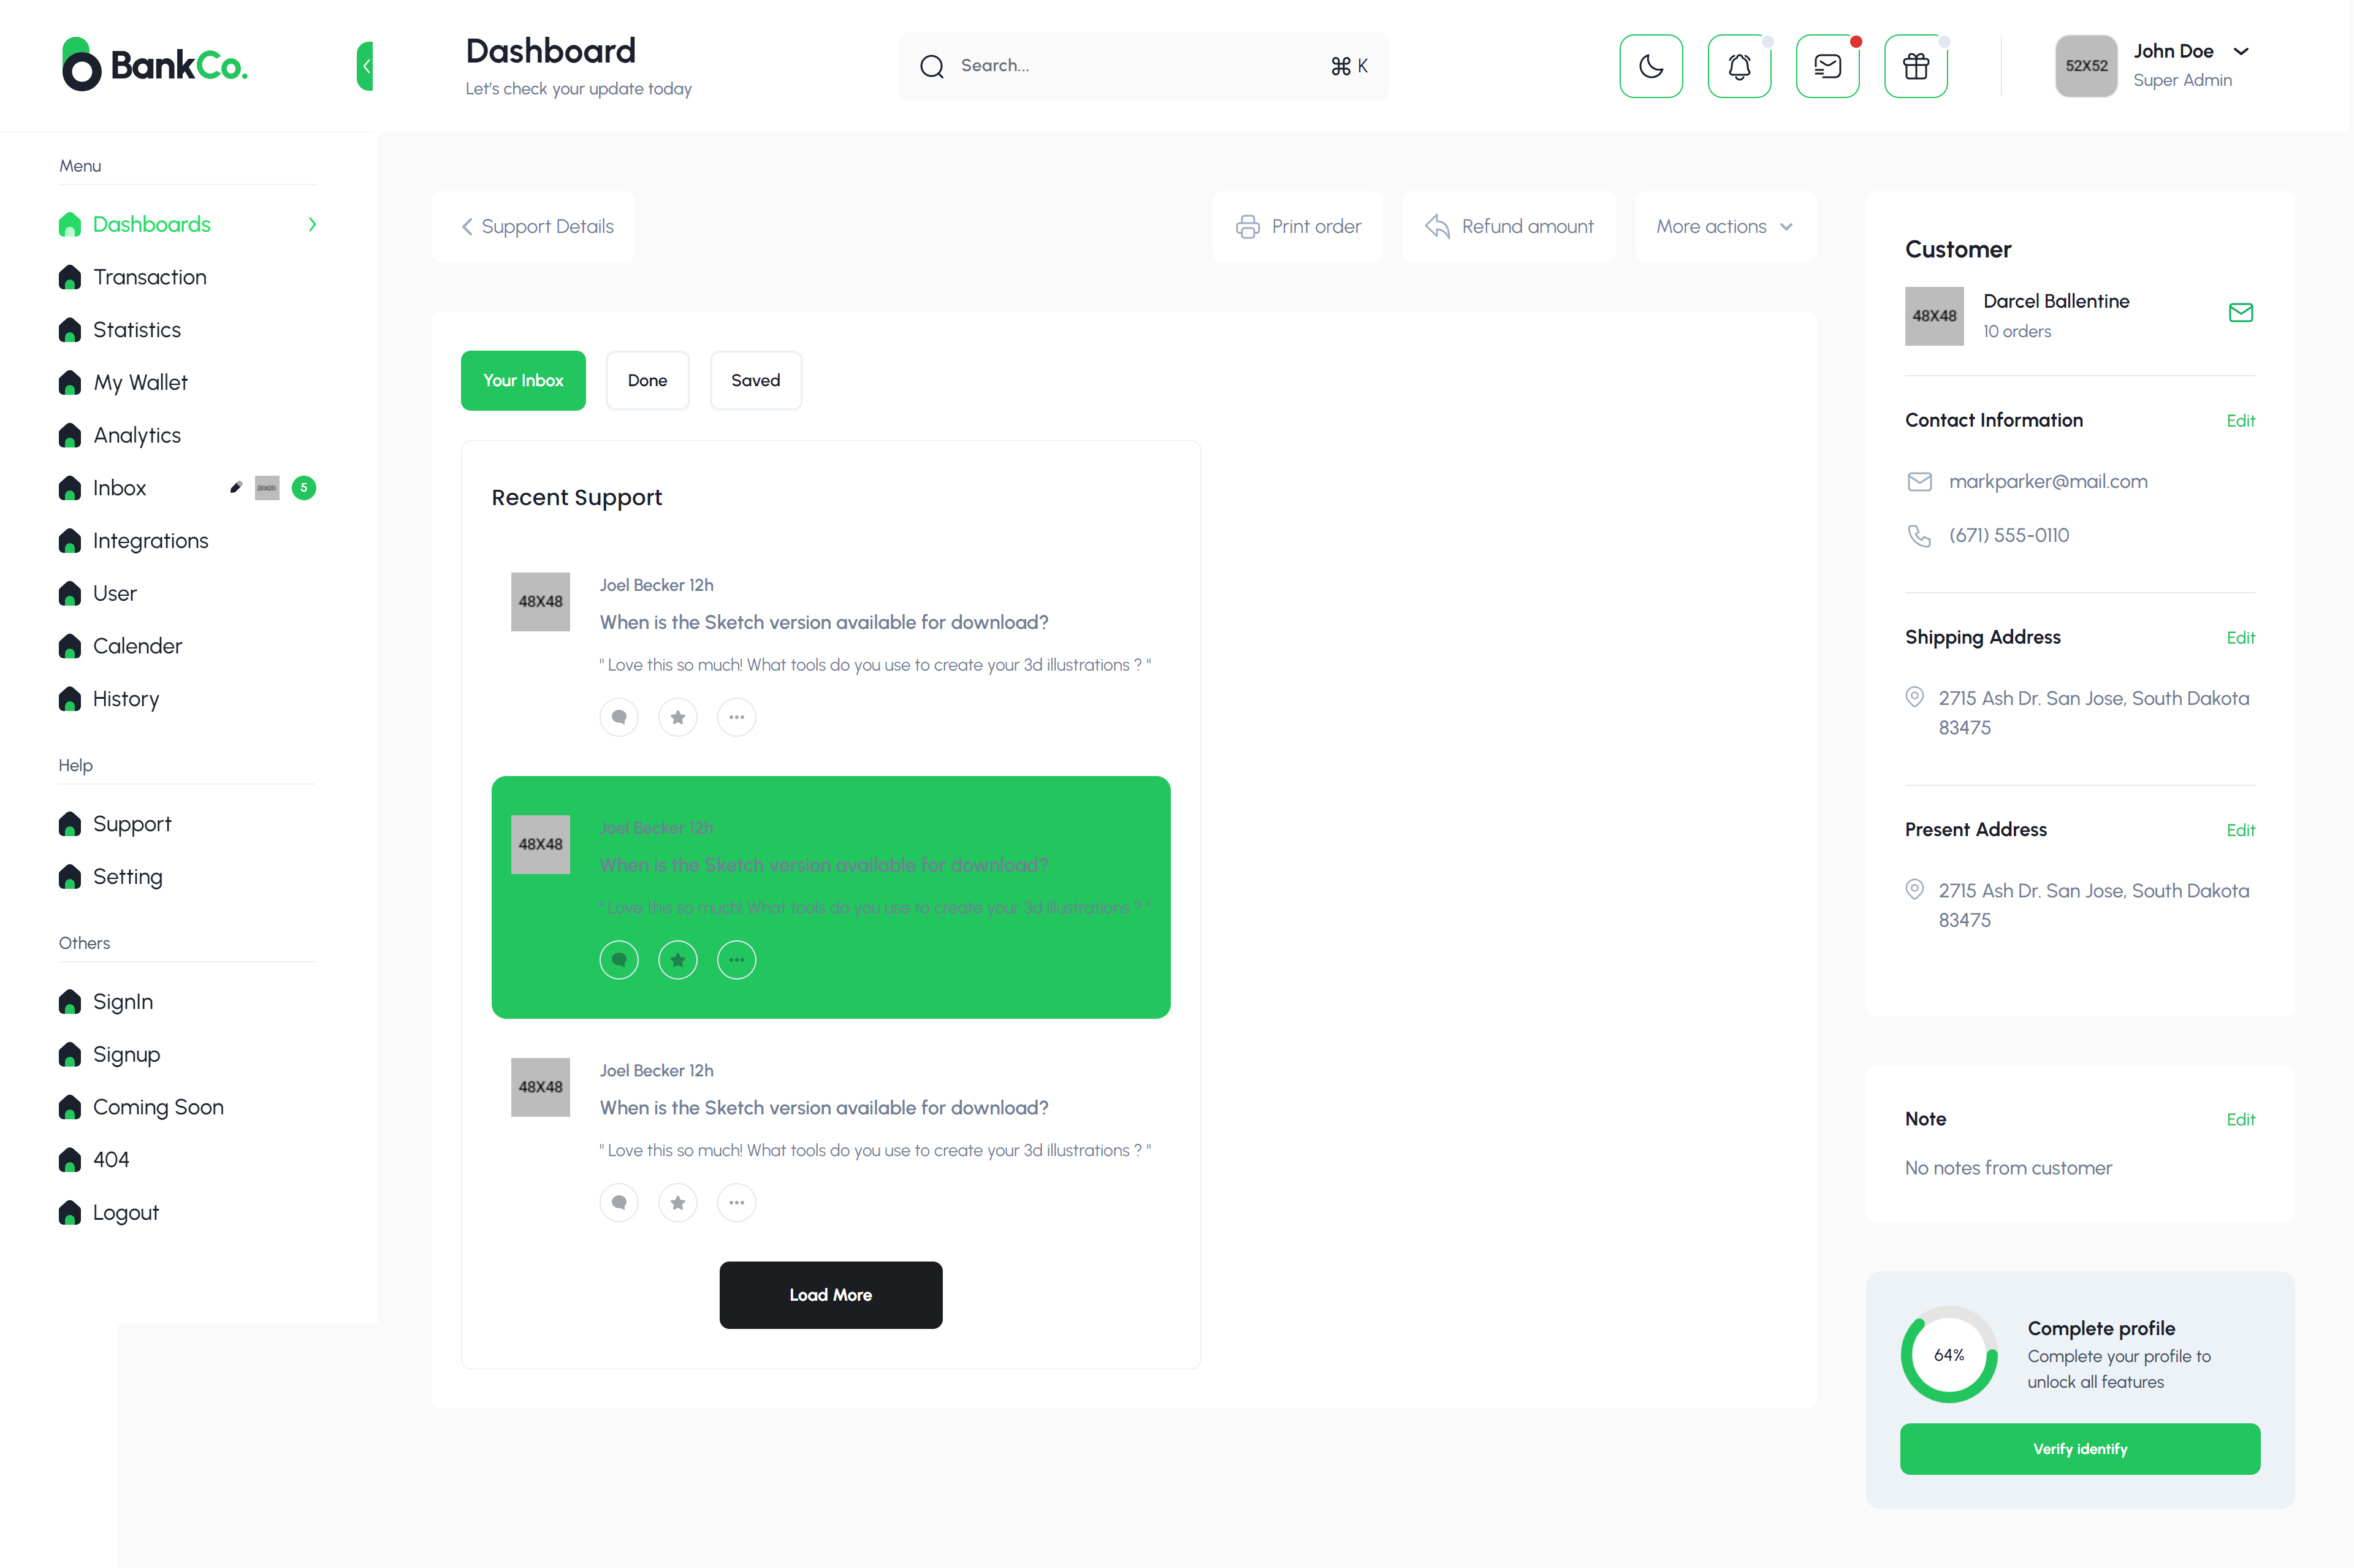 BankCo.
Dashboard
Let's check your update today
Search...
⌘ K
52X52
John Doe
Super Admin
Menu
Dashboards
Transaction
Statistics
My Wallet
Analytics
Inbox
5
Integrations
User
Calender
History
Help
Support
Setting
Others
SignIn
Signup
Coming Soon
404
Logout
Support Details
Print order
Refund amount
More actions
Your Inbox
Done
Saved
Recent Support
48X48
Joel Becker 12h
When is the Sketch version available for download?
" Love this so much! What tools do you use to create your 3d illustrations ? "
48X48
Joel Becker 12h
When is the Sketch version available for download?
" Love this so much! What tools do you use to create your 3d illustrations ? "
48X48
Joel Becker 12h
When is the Sketch version available for download?
" Love this so much! What tools do you use to create your 3d illustrations ? "
Load More
Customer
48X48
Darcel Ballentine
10 orders
Contact Information
Edit
markparker@mail.com
(671) 555-0110
Shipping Address
Edit
2715 Ash Dr. San Jose, South Dakota
83475
Present Address
Edit
2715 Ash Dr. San Jose, South Dakota
83475
Note
Edit
No notes from customer
64%
Complete profile
Complete your profile to
unlock all features
Verify identify